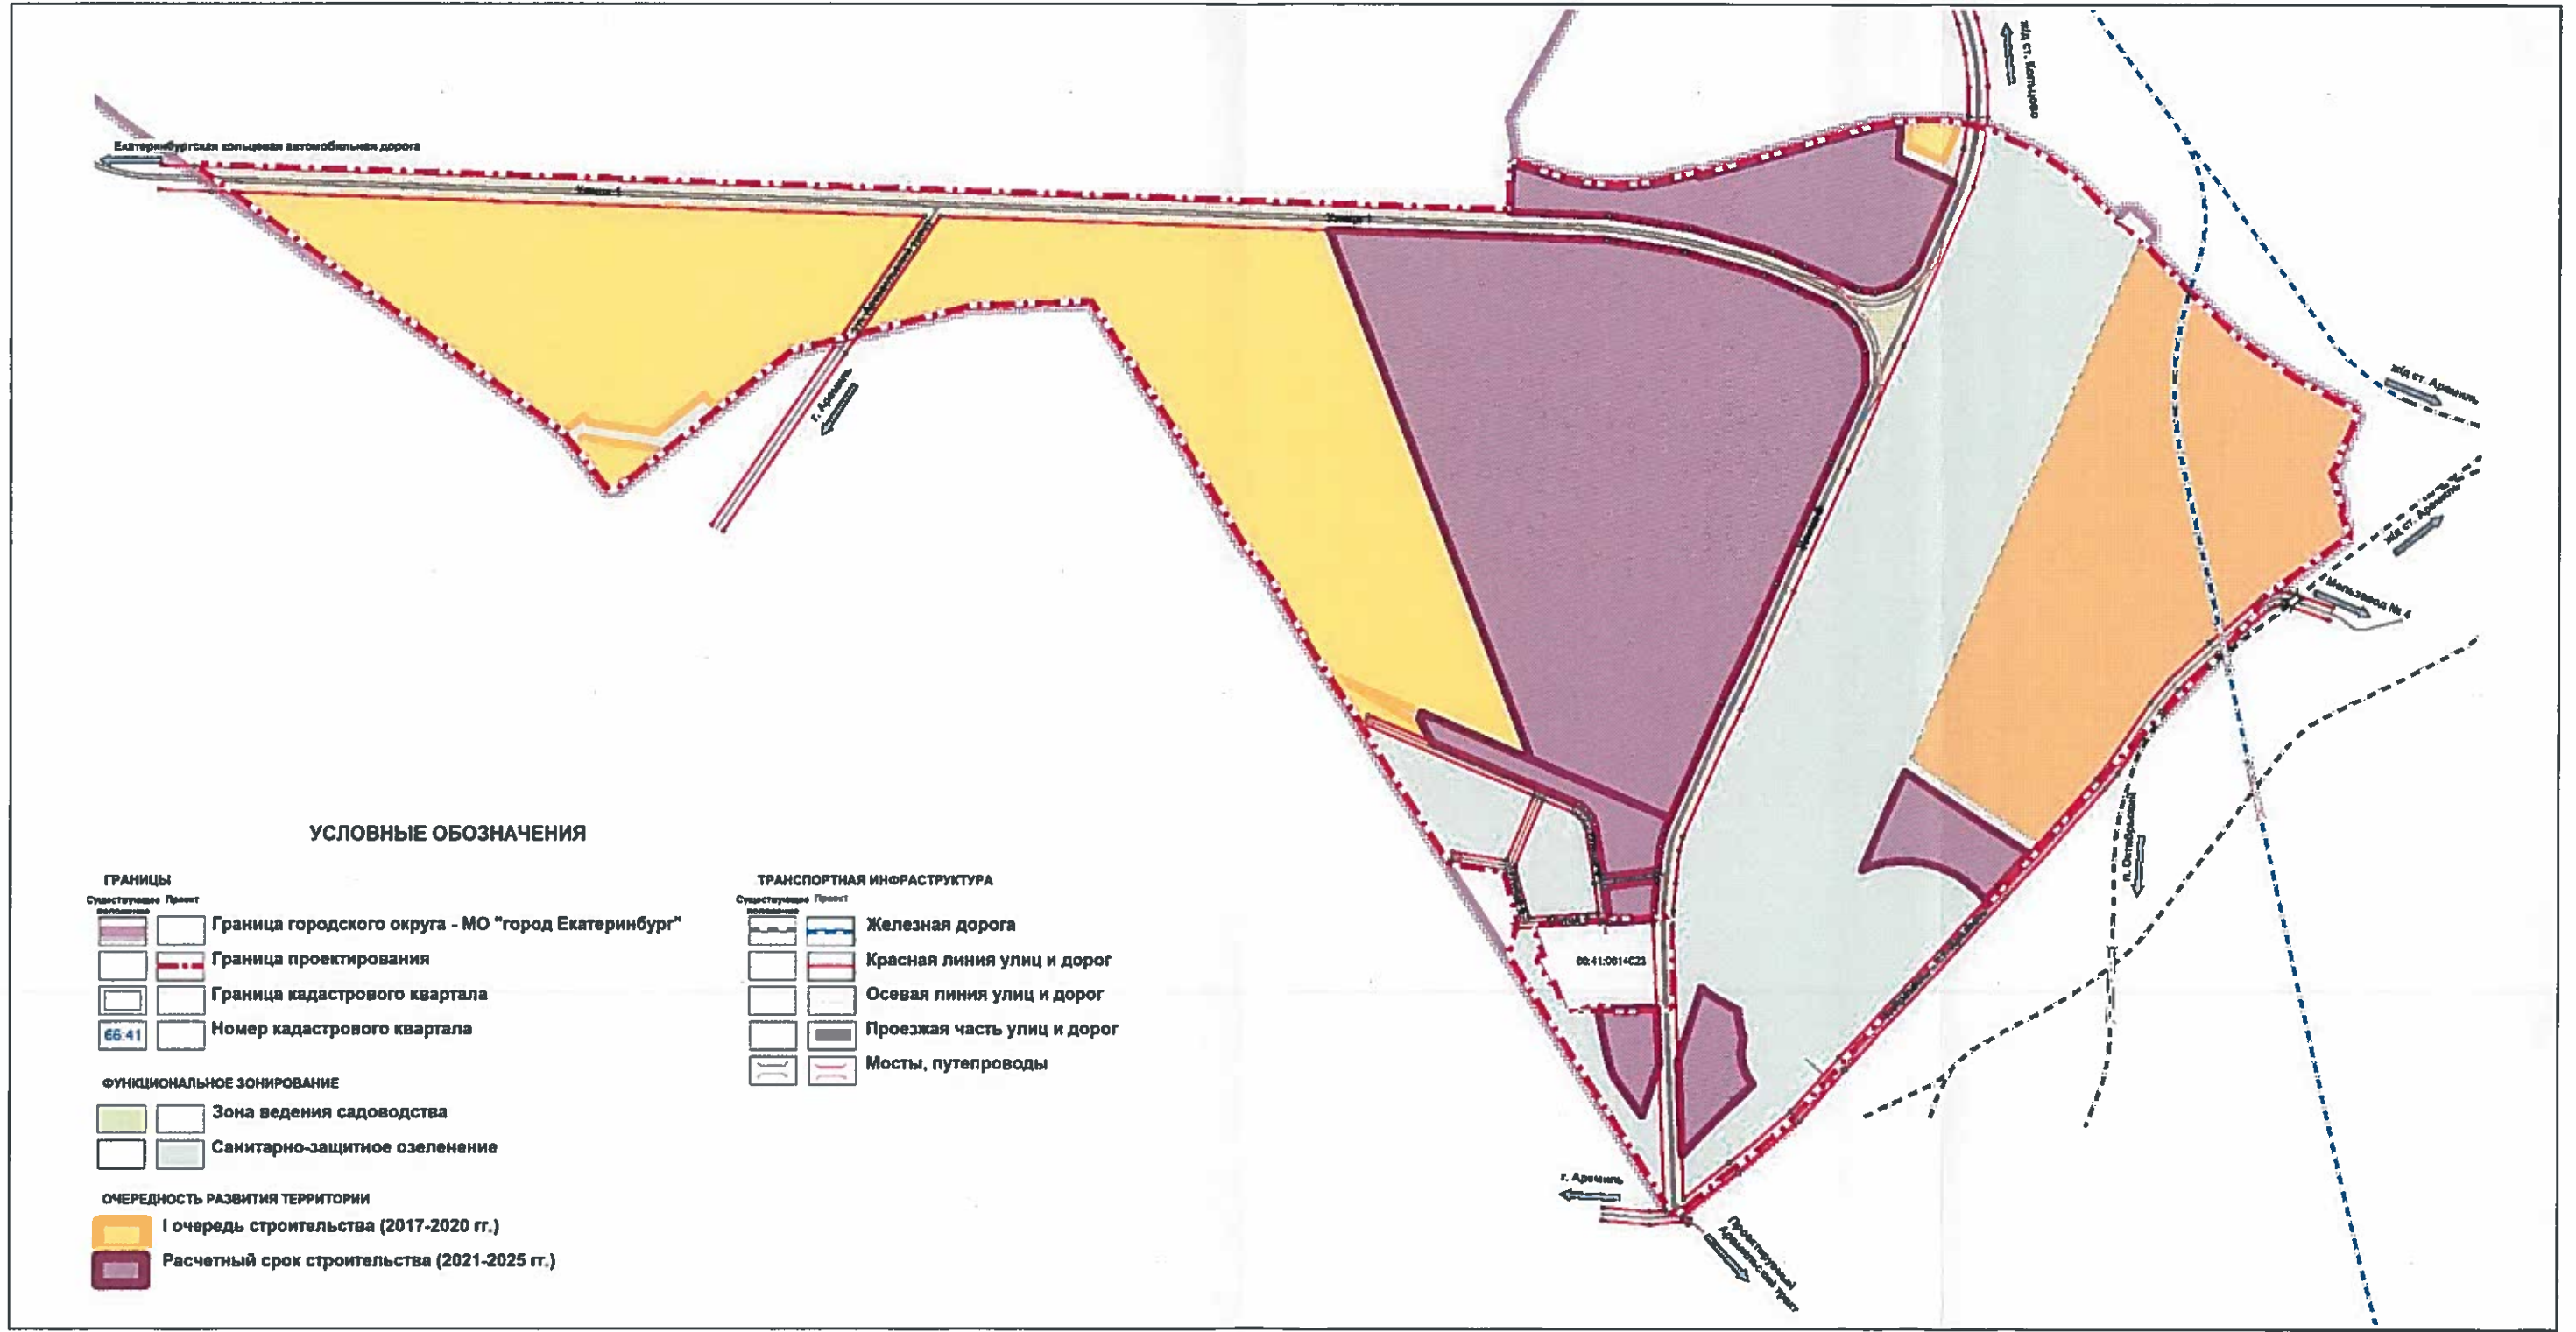 ж/д ст. Кольцово
Екатеринбургская кольцевая автомобильная дорога
Улица 1
Улица 1
г. Арамиль
ж/д ст. Арамиль
ж/д ст. Арамиль
Мельзавод № 4
п. Октябрьский
г. Арамиль
Проектируемый
Арамильский тракт
УСЛОВНЫЕ ОБОЗНАЧЕНИЯ
ГРАНИЦЫ
Существующее положение Проект
Граница городского округа - МО "город Екатеринбург"
Граница проектирования
Граница кадастрового квартала
66:41 Номер кадастрового квартала
ФУНКЦИОНАЛЬНОЕ ЗОНИРОВАНИЕ
Зона ведения садоводства
Санитарно-защитное озеленение
ОЧЕРЕДНОСТЬ РАЗВИТИЯ ТЕРРИТОРИИ
I очередь строительства (2017-2020 гг.)
Расчетный срок строительства (2021-2025 гг.)
ТРАНСПОРТНАЯ ИНФРАСТРУКТУРА
Существующее положение Проект
Железная дорога
Красная линия улиц и дорог
Осевая линия улиц и дорог
Проезжая часть улиц и дорог
Мосты, путепроводы